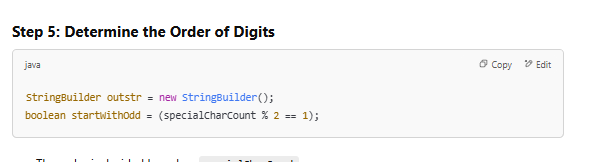 Step 5: Determine the Order of Digits
java Copy Edit
StringBuilder outstr = new StringBuilder();
boolean startWithOdd = (specialCharCount % 2 == 1);